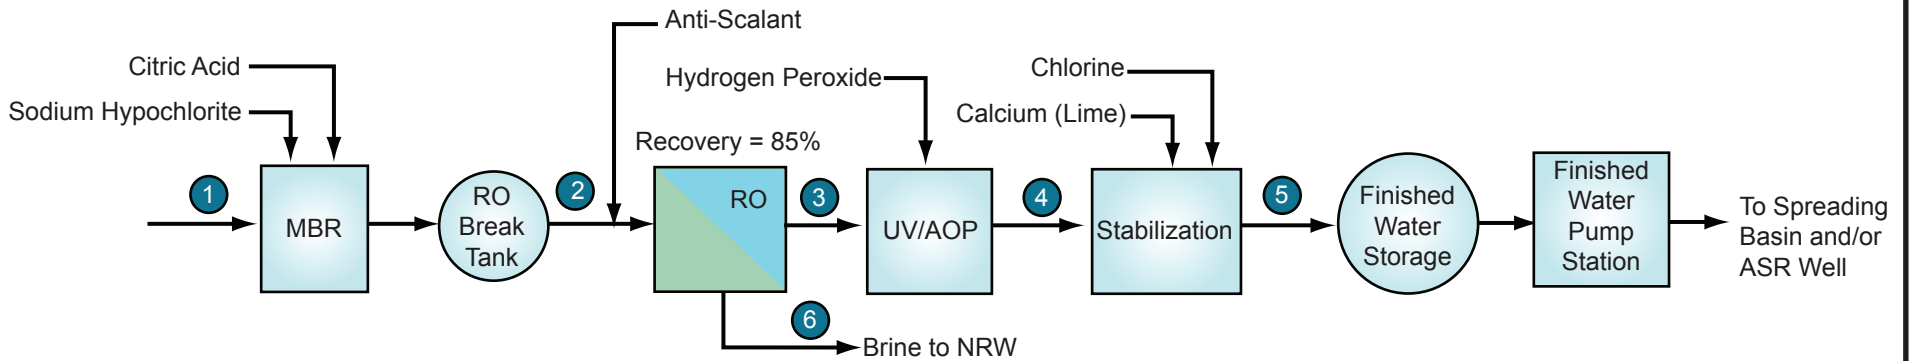 Anti-Scalant
Citric Acid
Hydrogen Peroxide
Chlorine
Sodium Hypochlorite
Calcium (Lime)
Recovery = 85%
1
MBR
RO
Break
Tank
2
RO
3
UV/AOP
4
Stabilization
5
Finished
Water
Storage
Finished
Water
Pump
Station
To Spreading
Basin and/or
ASR Well
6
Brine to NRW